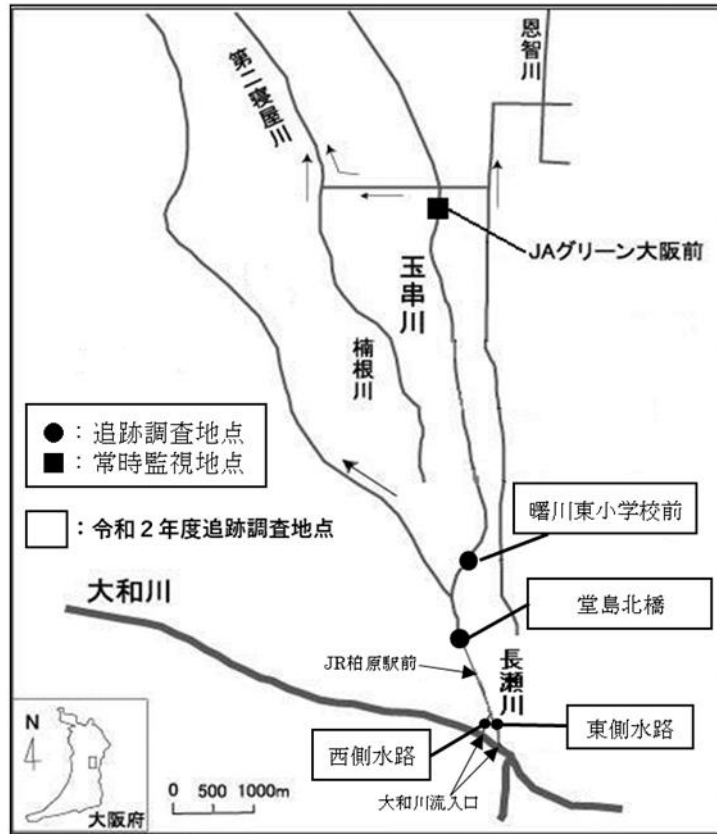 恩智川
第二寝屋川
JAグリーン大阪前
玉串川
楠根川
●：追跡調査地点
■：常時監視地点
：令和２年度追跡調査地点
曙川東小学校前
大和川
堂島北橋
JR柏原駅前
長瀬川
西側水路
東側水路
大和川流入口
N
大阪府
0 500 1000m